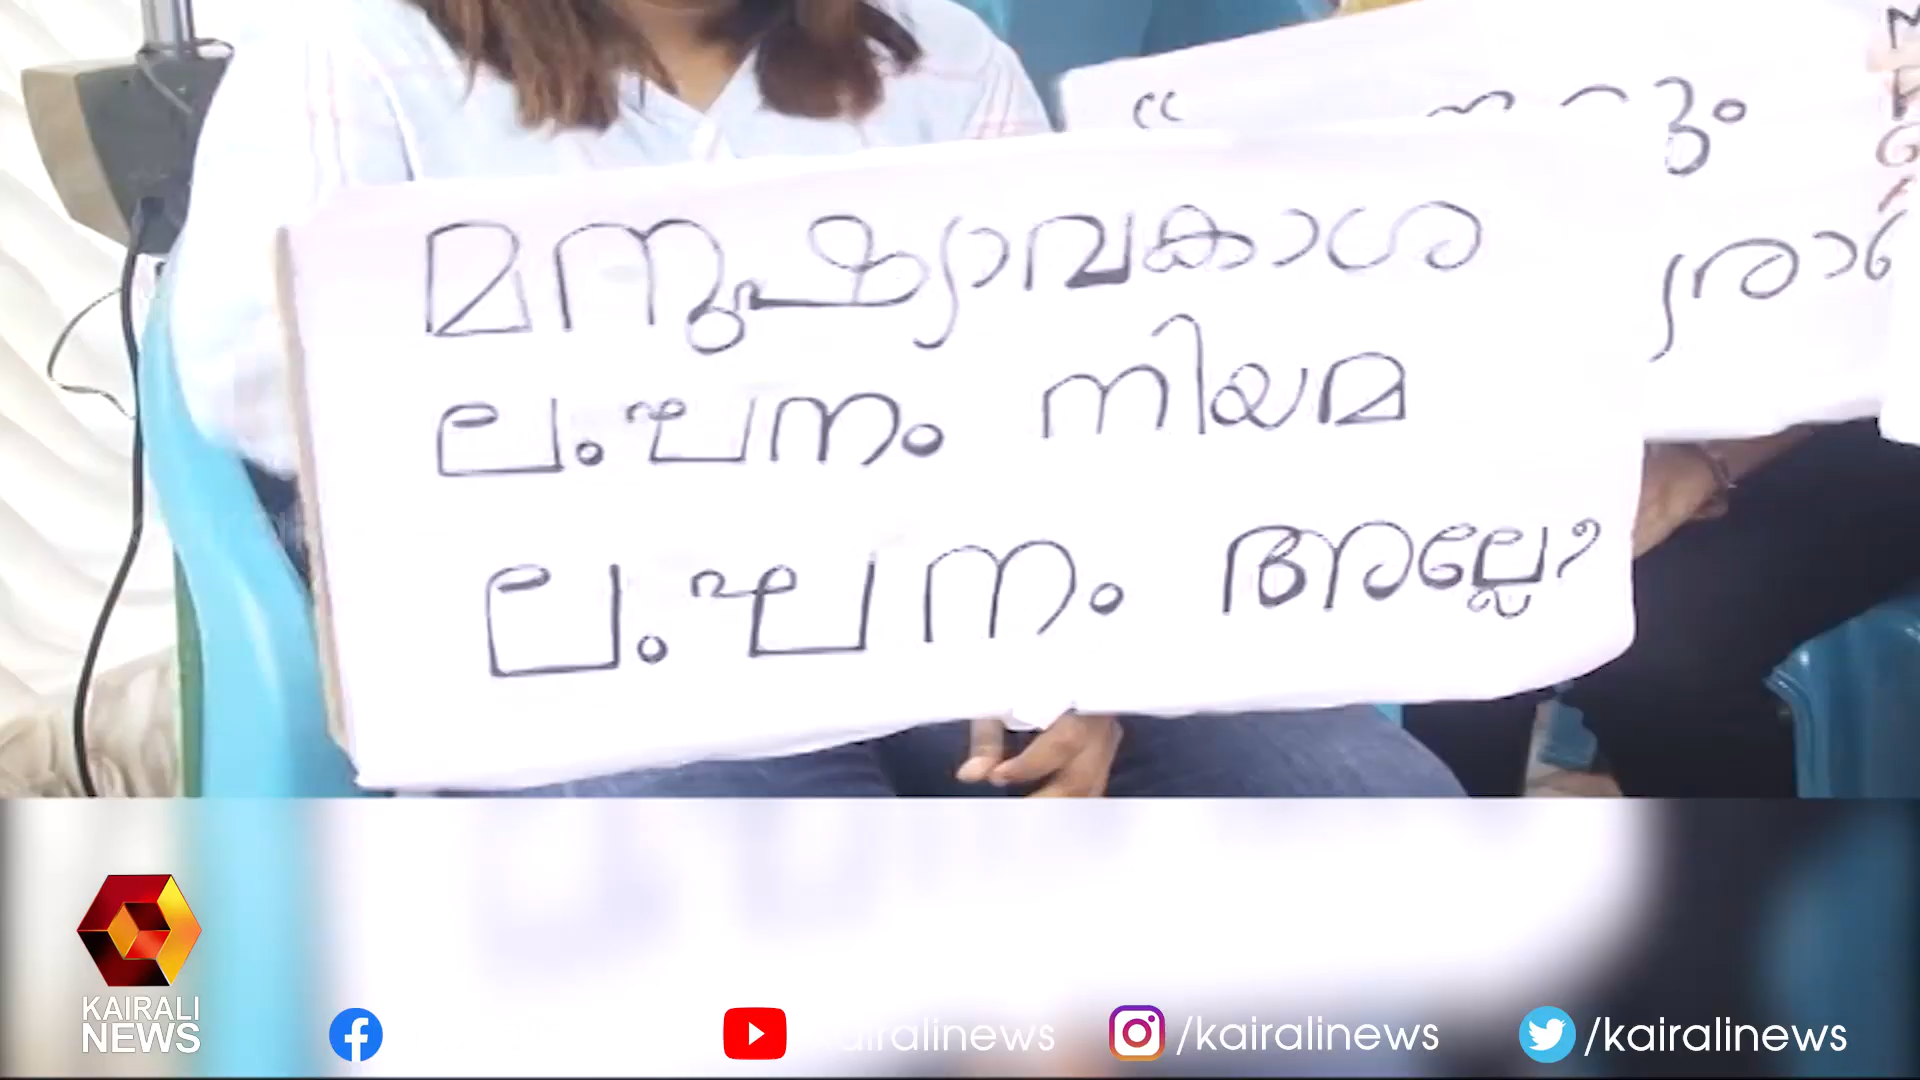 മനുഷ്യാവകാശ
ലംഘനം നിയമ
ലംഘനം അല്ലേ?
KAIRALI
NEWS
/kairalinews
/kairalinews